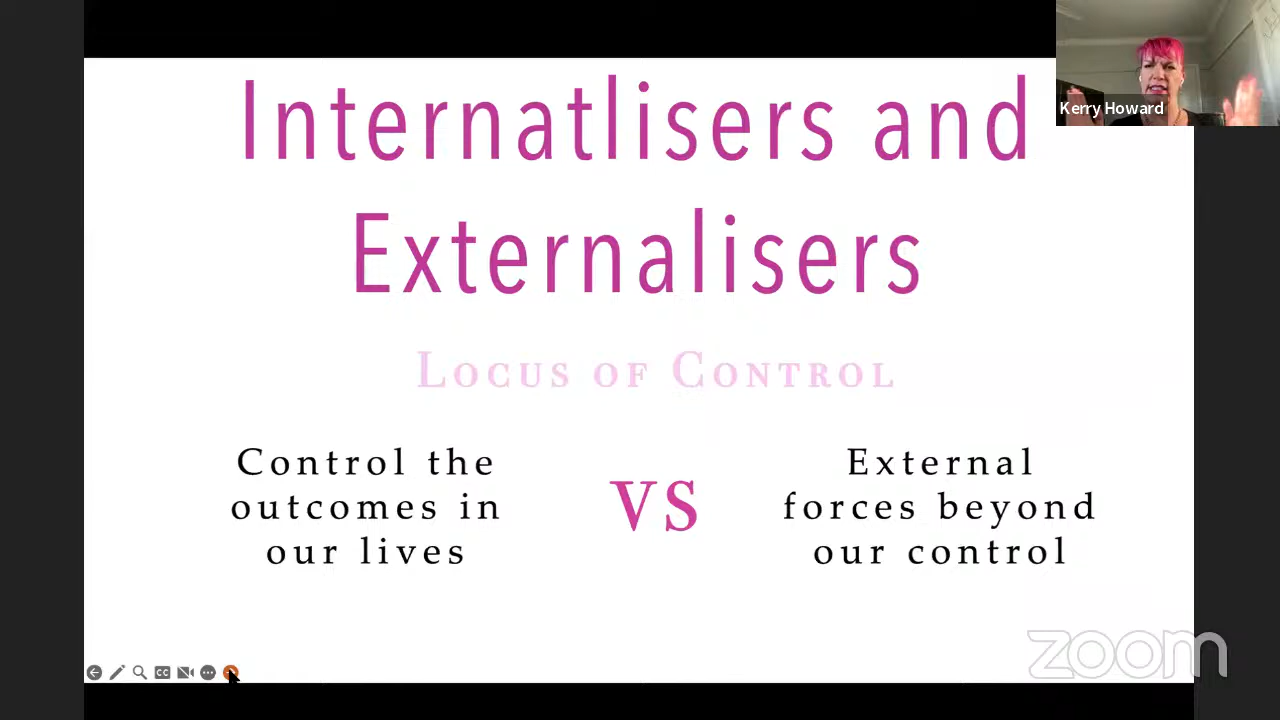 Internatlisers and
Externalisers
Locus of Control
Control the
outcomes in
our lives
vs
External
forces beyond
our control
Kerry Howard
CC
zoom